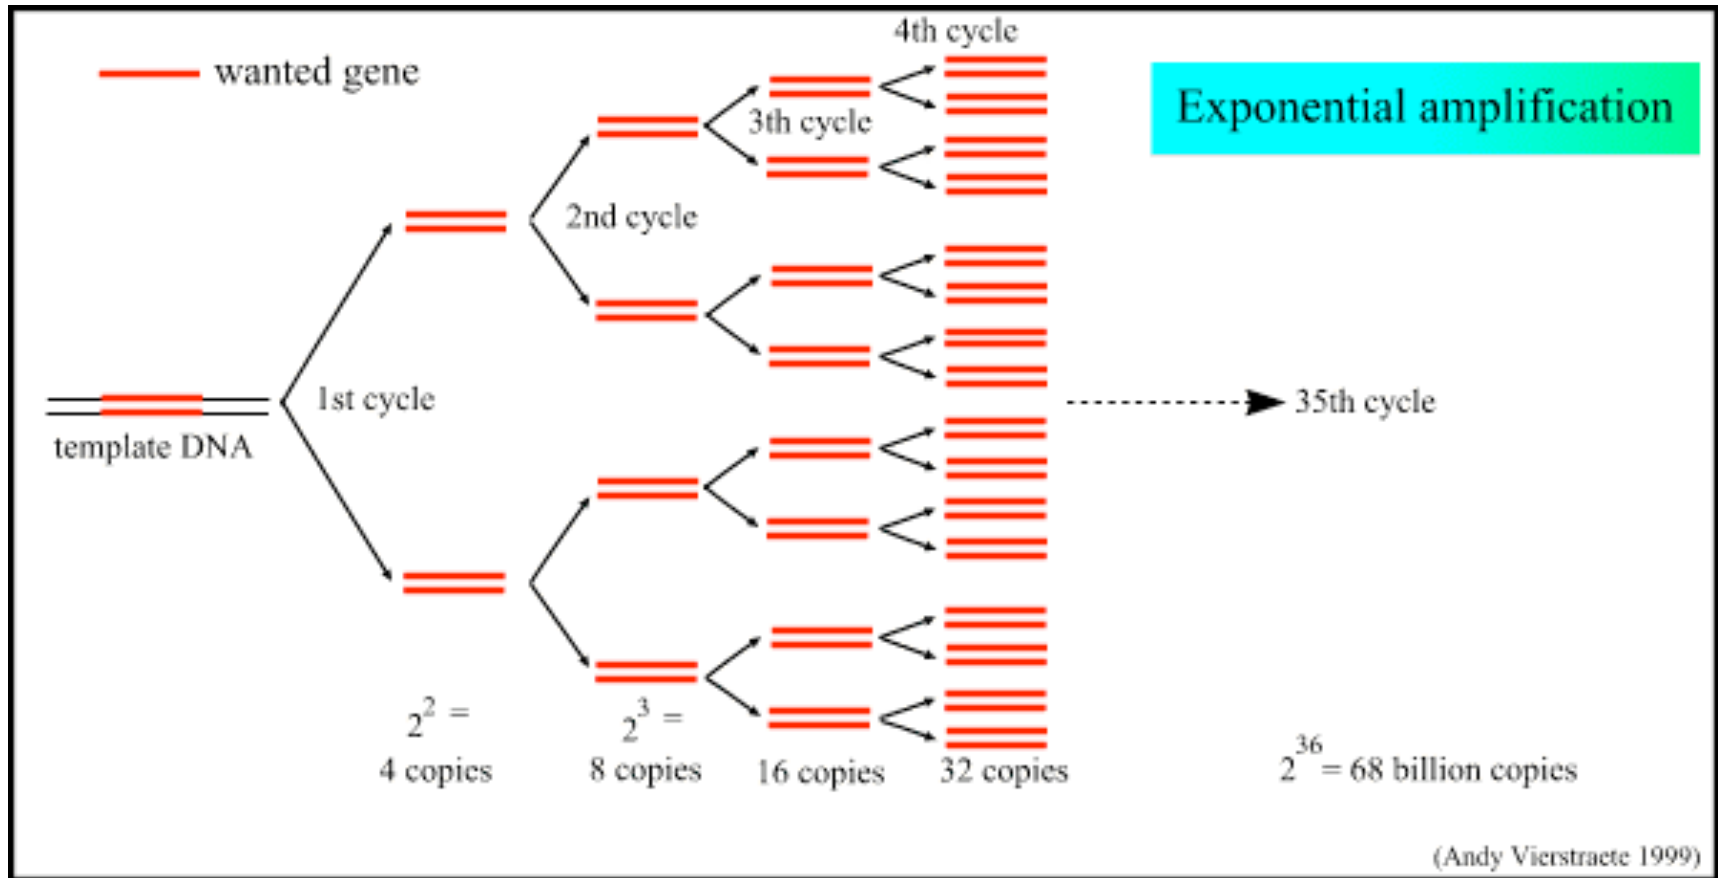 4th cycle
wanted gene
Exponential amplification
3th cycle
2nd cycle
1st cycle
35th cycle
template DNA
2² =
4 copies
2³ =
8 copies
16 copies
32 copies
2³⁶= 68 billion copies
(Andy Vierstraete 1999)